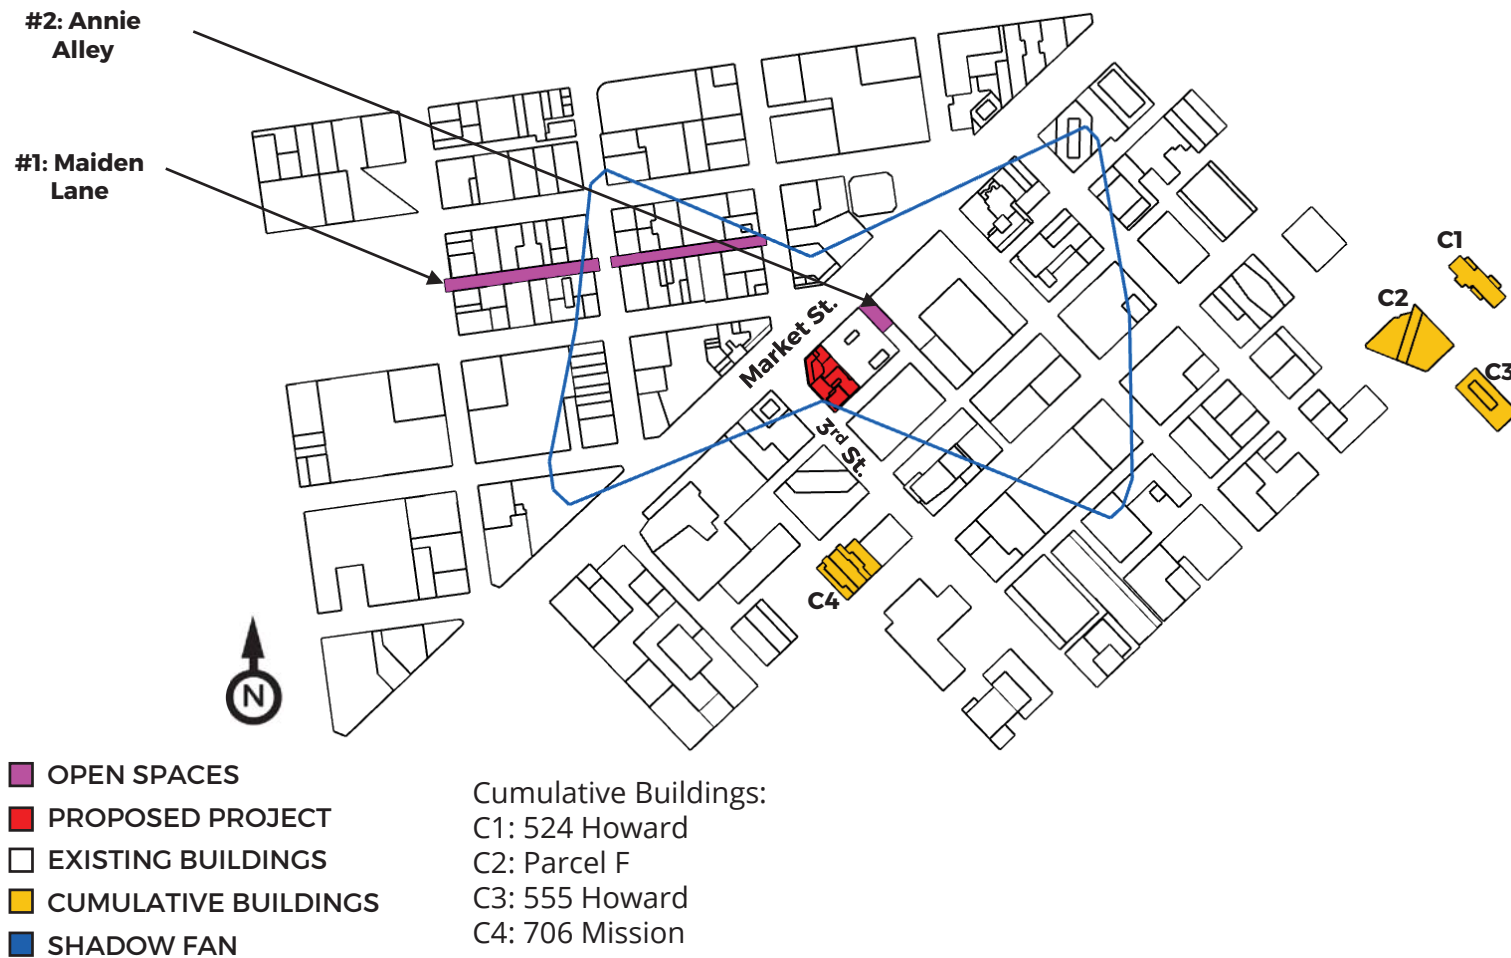 #2: Annie
Alley
#1: Maiden
Lane
Market St.
3rd St.
C1
C2
C3
C4
N
OPEN SPACES
PROPOSED PROJECT
EXISTING BUILDINGS
CUMULATIVE BUILDINGS
SHADOW FAN
Cumulative Buildings:
C1: 524 Howard
C2: Parcel F
C3: 555 Howard
C4: 706 Mission